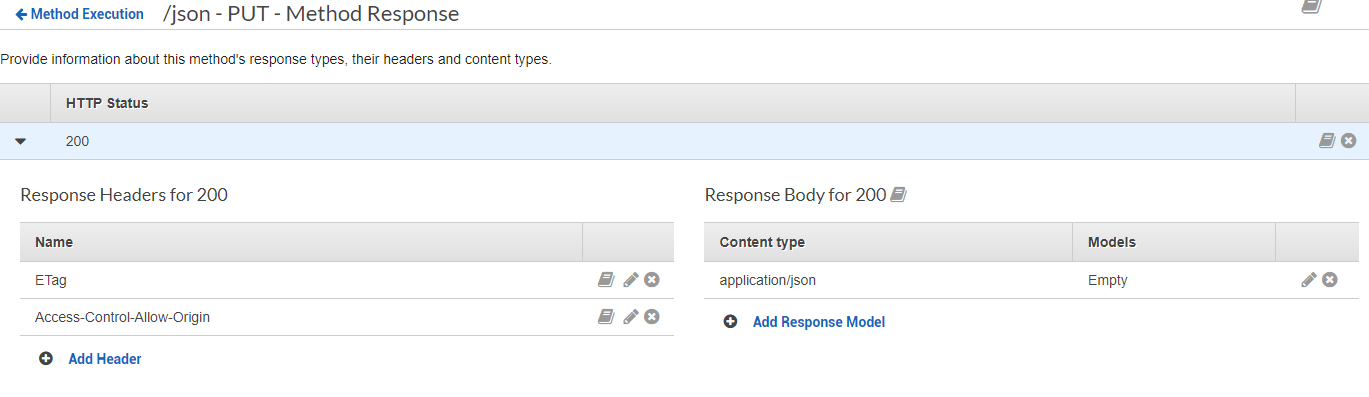 Method Execution /json - PUT - Method Response
Provide information about this method's response types, their headers and content types.
HTTP Status
200
Response Headers for 200
Name
ETag
Access-Control-Allow-Origin
Add Header
Response Body for 200
Content type Models
application/json Empty
Add Response Model